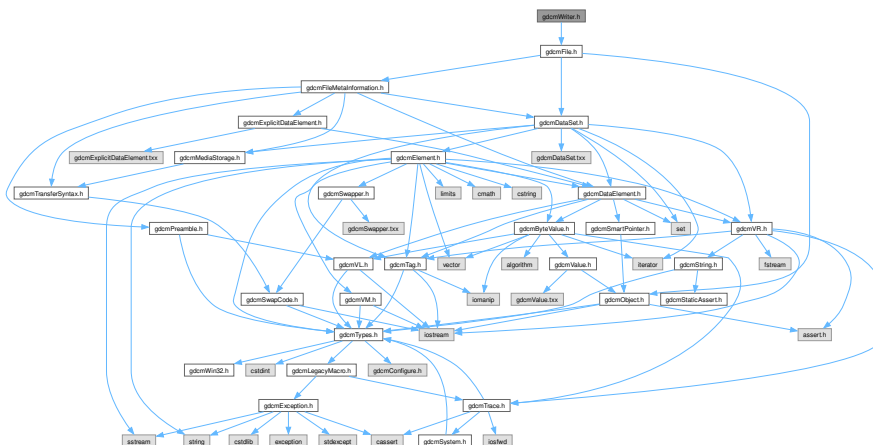 gdcmWriter.h
gdcmFile.h
gdcmFileMetaInformation.h
gdcmExplicitDataElement.h
gdcmDataSet.h
gdcmExplicitDataElement.txx
gdcmMediaStorage.h
gdcmElement.h
gdcmDataSet.txx
gdcmTransferSyntax.h
gdcmSwapper.h
limits
cmath
cstring
gdcmDataElement.h
gdcmPreamble.h
gdcmSwapper.txx
gdcmByteValue.h
gdcmSmartPointer.h
set
gdcmVR.h
gdcmVL.h
gdcmTag.h
vector
algorithm
gdcmValue.h
iterator
gdcmString.h
fstream
gdcmSwapCode.h
gdcmVM.h
iomanip
gdcmValue.txx
gdcmObject.h
gdcmStaticAssert.h
gdcmTypes.h
iostream
assert.h
gdcmWin32.h
cstdint
gdcmLegacyMacro.h
gdcmConfigure.h
gdcmException.h
gdcmTrace.h
sstream
string
cstdlib
exception
stdexcept
cassert
gdcmSystem.h
iosfwd